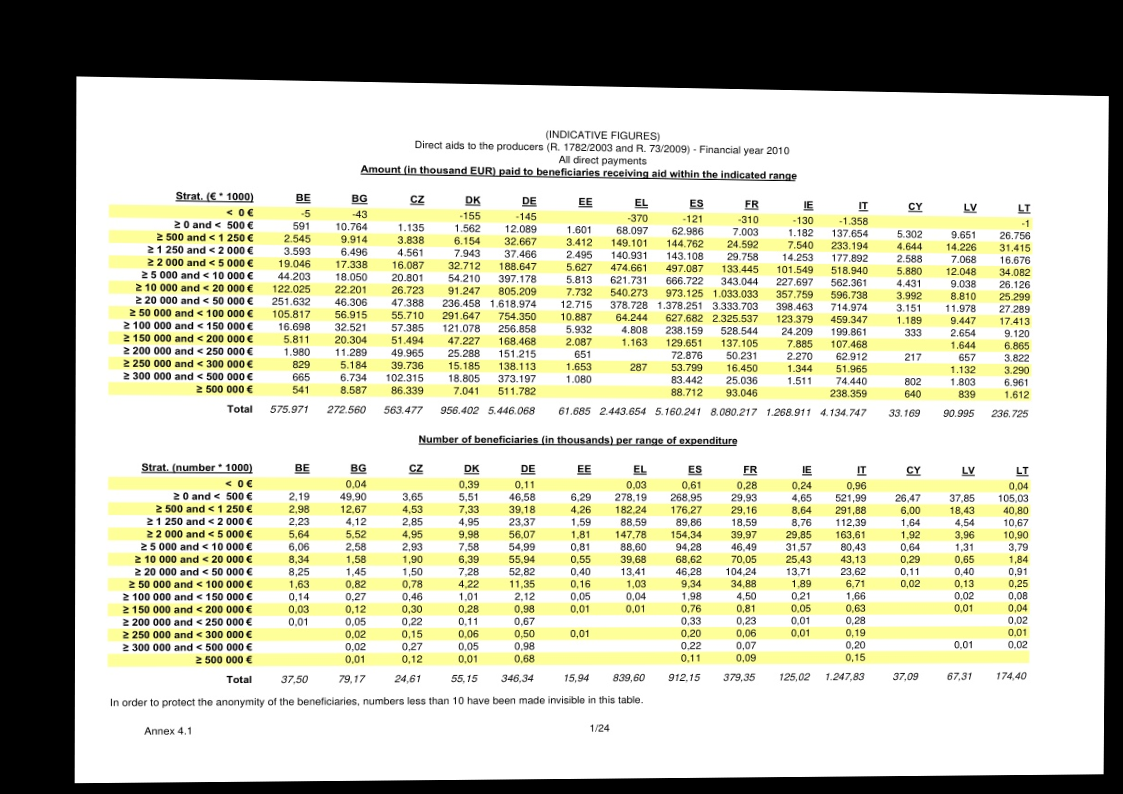 (INDICATIVE FIGURES)
Direct aids to the producers (R. 1782/2003 and R. 73/2009) - Financial year 2010
All direct payments
Amount (in thousand EUR) paid to beneficiaries receiving aid within the indicated range
Strat. (€ * 1000) BE BG CZ DK DE EE EL ES FR IE IT CY LV LT
< 0 € -5 -43 -155 -145 -370 -121 -310 -130 -1.358 -1
≥ 0 and < 500 € 591 10.764 1.135 1.562 12.089 1.601 68.097 62.986 7.003 1.182 137.654 5.302 9.651 26.756
≥ 500 and < 1 250 € 2.545 9.914 3.838 6.154 32.667 3.412 149.101 144.762 24.592 7.540 233.194 4.644 14.226 31.415
≥ 1 250 and < 2 000 € 3.593 6.496 4.561 7.943 37.466 2.495 140.931 143.108 29.758 14.253 177.892 2.588 7.068 16.676
≥ 2 000 and < 5 000 € 19.046 17.338 16.087 32.712 188.647 5.627 474.661 497.087 133.445 101.549 518.940 5.880 12.048 34.082
≥ 5 000 and < 10 000 € 44.203 18.050 20.801 54.210 397.178 5.813 621.731 666.722 343.044 227.697 562.361 4.431 9.038 26.126
≥ 10 000 and < 20 000 € 122.025 22.201 26.723 91.247 805.209 7.732 540.273 973.125 1.033.033 357.759 596.738 3.992 8.810 25.299
≥ 20 000 and < 50 000 € 251.632 46.306 47.388 236.458 1.618.974 12.715 378.728 1.378.251 3.333.703 398.463 714.974 3.151 11.978 27.289
≥ 50 000 and < 100 000 € 105.817 56.915 55.710 291.647 754.350 10.887 64.244 627.682 2.325.537 123.379 459.347 1.189 9.447 17.413
≥ 100 000 and < 150 000 € 16.698 32.521 57.385 121.078 256.858 5.932 4.808 238.159 528.544 24.209 199.861 333 2.654 9.120
≥ 150 000 and < 200 000 € 5.811 20.304 51.494 47.227 168.468 2.087 1.163 129.651 137.105 7.885 107.468 1.644 6.865
≥ 200 000 and < 250 000 € 1.980 11.289 49.965 25.288 151.215 651 72.876 50.231 2.270 62.912 217 657 3.822
≥ 250 000 and < 300 000 € 829 5.184 39.736 15.185 138.113 1.653 287 53.799 16.450 1.344 51.965 1.132 3.290
≥ 300 000 and < 500 000 € 665 6.734 102.315 18.805 373.197 1.080 83.442 25.036 1.511 74.440 802 1.803 6.961
≥ 500 000 € 541 8.587 86.339 7.041 511.782 88.712 93.046 238.359 640 839 1.612
Total 575.971 272.560 563.477 956.402 5.446.068 61.685 2.443.654 5.160.241 8.080.217 1.268.911 4.134.747 33.169 90.995 236.725
Number of beneficiaries (in thousands) per range of expenditure
Strat. (number * 1000) BE BG CZ DK DE EE EL ES FR IE IT CY LV LT
< 0 € 0,04 0,39 0,11 0,03 0,61 0,28 0,24 0,96 0,04
≥ 0 and < 500 € 2,19 49,90 3,65 5,51 46,58 6,29 278,19 268,95 29,93 4,65 521,99 26,47 37,85 105,03
≥ 500 and < 1 250 € 2,98 12,67 4,53 7,33 39,18 4,26 182,24 176,27 29,16 8,64 291,88 6,00 18,43 40,80
≥ 1 250 and < 2 000 € 2,23 4,12 2,85 4,95 23,37 1,59 88,59 89,86 18,59 8,76 112,39 1,64 4,54 10,67
≥ 2 000 and < 5 000 € 5,64 5,52 4,95 9,98 56,07 1,81 147,78 154,34 39,97 29,85 163,61 1,92 3,96 10,90
≥ 5 000 and < 10 000 € 6,06 2,58 2,93 7,58 54,99 0,81 88,60 94,28 46,49 31,57 80,43 0,64 1,31 3,79
≥ 10 000 and < 20 000 € 8,34 1,58 1,90 6,39 55,94 0,55 39,68 68,62 70,05 25,43 43,13 0,29 0,65 1,84
≥ 20 000 and < 50 000 € 8,25 1,45 1,50 7,28 52,82 0,40 13,41 46,28 104,24 13,71 23,62 0,11 0,40 0,91
≥ 50 000 and < 100 000 € 1,63 0,82 0,78 4,22 11,35 0,16 1,03 9,34 34,88 1,89 6,71 0,02 0,13 0,25
≥ 100 000 and < 150 000 € 0,14 0,27 0,46 1,01 2,12 0,05 0,04 1,98 4,50 0,21 1,66 0,02 0,08
≥ 150 000 and < 200 000 € 0,03 0,12 0,30 0,28 0,98 0,01 0,01 0,76 0,81 0,05 0,63 0,01 0,04
≥ 200 000 and < 250 000 € 0,01 0,05 0,22 0,11 0,67 0,33 0,23 0,01 0,28 0,02
≥ 250 000 and < 300 000 € 0,02 0,15 0,06 0,50 0,01 0,20 0,06 0,01 0,19 0,01
≥ 300 000 and < 500 000 € 0,02 0,27 0,05 0,98 0,22 0,07 0,20 0,01 0,02
≥ 500 000 € 0,01 0,12 0,01 0,68 0,11 0,09 0,15
Total 37,50 79,17 24,61 55,15 346,34 15,94 839,60 912,15 379,35 125,02 1.247,83 37,09 67,31 174,40
In order to protect the anonymity of the beneficiaries, numbers less than 10 have been made invisible in this table.
Annex 4.1 1/24